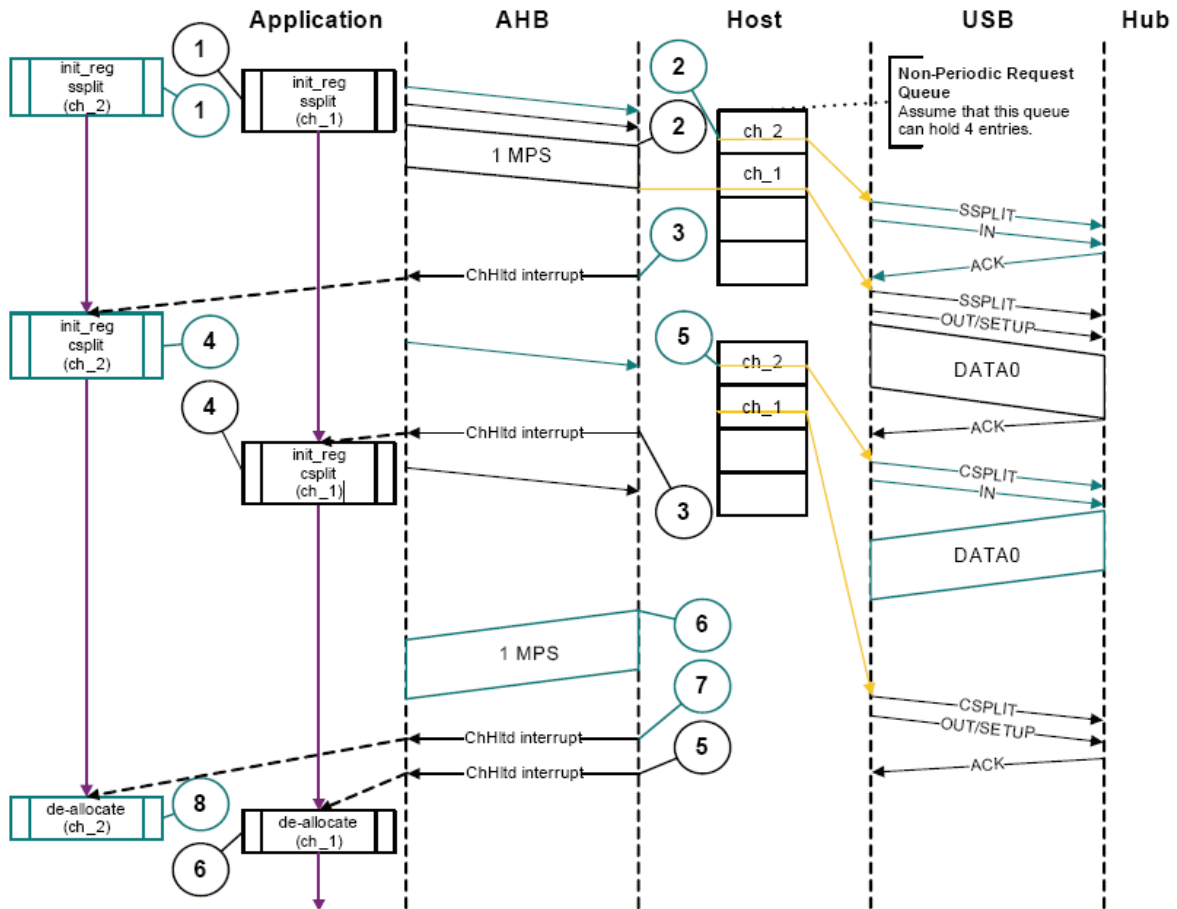 Application
AHB
Host
USB
Hub
1
2
init_reg
ssplit
(ch_2)
init_reg
ssplit
(ch_1)
Non-Periodic Request
Queue
Assume that this queue
can hold 4 entries.
1
2
ch_2
1 MPS
ch_1
SSPLIT
IN
3
ACK
ChHltd interrupt
SSPLIT
OUT/SETUP
init_reg
csplit
(ch_2)
4
5
ch_2
DATA0
4
ch_1
ChHltd interrupt
ACK
init_reg
csplit
(ch_1)
CSPLIT
IN
3
DATA0
6
1 MPS
7
CSPLIT
OUT/SETUP
ChHltd interrupt
5
ACK
ChHltd interrupt
de-allocate
(ch_2)
8
de-allocate
(ch_1)
6